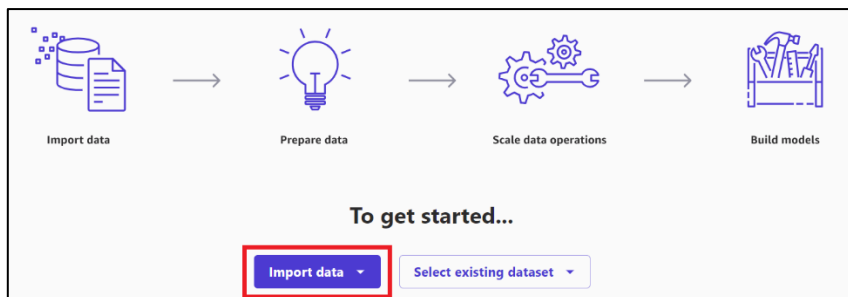 Import data
Prepare data
Scale data operations
Build models
To get started...
Import data
Select existing dataset